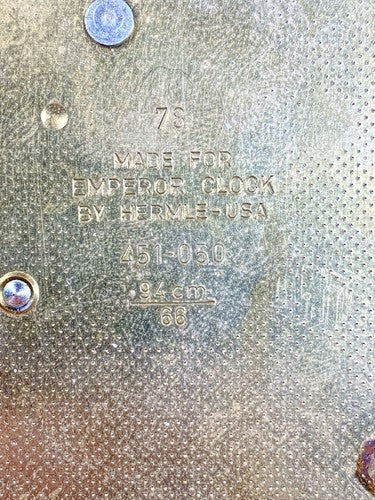 78
MADE FOR
EMPEROR CLOCK
BY HERMLE-USA
451-050
94cm
66